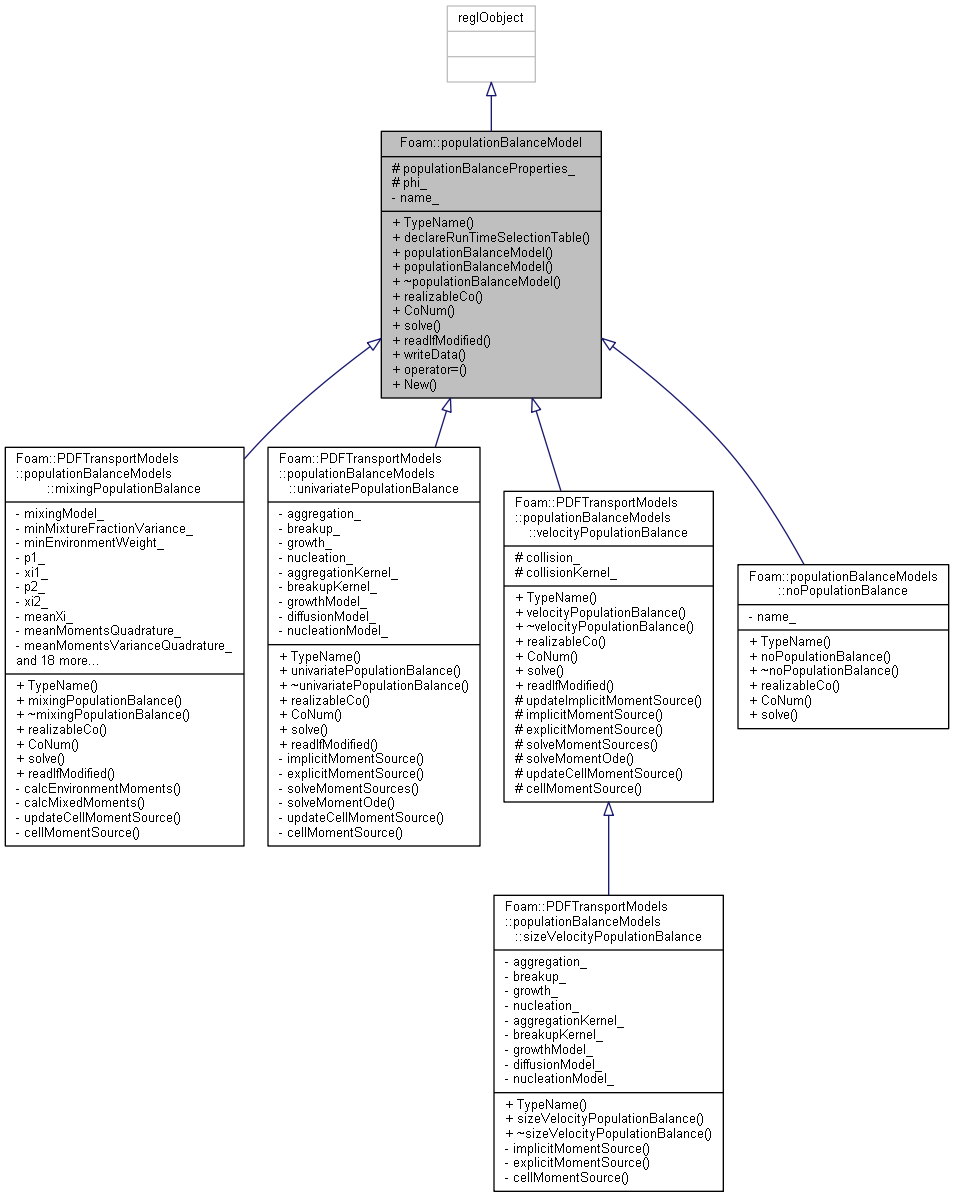 regIOobject
Foam::populationBalanceModel
# populationBalanceProperties_
# phi_
- name_
+ TypeName()
+ declareRunTimeSelectionTable()
+ populationBalanceModel()
+ populationBalanceModel()
+ ~populationBalanceModel()
+ realizableCo()
+ CoNum()
+ solve()
+ readIfModified()
+ writeData()
+ operator=()
+ New()
Foam::PDFTransportModels
::populationBalanceModels
::mixingPopulationBalance
- mixingModel_
- minMixtureFractionVariance_
- minEnvironmentWeight_
- p1_
- xi1_
- p2_
- xi2_
- meanXi_
- meanMomentsQuadrature_
- meanMomentsVarianceQuadrature_
and 18 more...
+ TypeName()
+ mixingPopulationBalance()
+ ~mixingPopulationBalance()
+ realizableCo()
+ CoNum()
+ solve()
+ readIfModified()
- calcEnvironmentMoments()
- calcMixedMoments()
- updateCellMomentSource()
- cellMomentSource()
Foam::PDFTransportModels
::populationBalanceModels
::univariatePopulationBalance
- aggregation_
- breakup_
- growth_
- nucleation_
- aggregationKernel_
- breakupKernel_
- growthModel_
- diffusionModel_
- nucleationModel_
+ TypeName()
+ univariatePopulationBalance()
+ ~univariatePopulationBalance()
+ realizableCo()
+ CoNum()
+ solve()
+ readIfModified()
- implicitMomentSource()
- explicitMomentSource()
- solveMomentSources()
- solveMomentOde()
- updateCellMomentSource()
- cellMomentSource()
Foam::PDFTransportModels
::populationBalanceModels
::velocityPopulationBalance
# collision_
# collisionKernel_
+ TypeName()
+ velocityPopulationBalance()
+ ~velocityPopulationBalance()
+ realizableCo()
+ CoNum()
+ solve()
+ readIfModified()
# updateImplicitMomentSource()
# implicitMomentSource()
# explicitMomentSource()
# solveMomentSources()
# solveMomentOde()
# updateCellMomentSource()
# cellMomentSource()
Foam::populationBalanceModels
::noPopulationBalance
- name_
+ TypeName()
+ noPopulationBalance()
+ ~noPopulationBalance()
+ realizableCo()
+ CoNum()
+ solve()
Foam::PDFTransportModels
::populationBalanceModels
::sizeVelocityPopulationBalance
- aggregation_
- breakup_
- growth_
- nucleation_
- aggregationKernel_
- breakupKernel_
- growthModel_
- diffusionModel_
- nucleationModel_
+ TypeName()
+ sizeVelocityPopulationBalance()
+ ~sizeVelocityPopulationBalance()
- implicitMomentSource()
- explicitMomentSource()
- cellMomentSource()